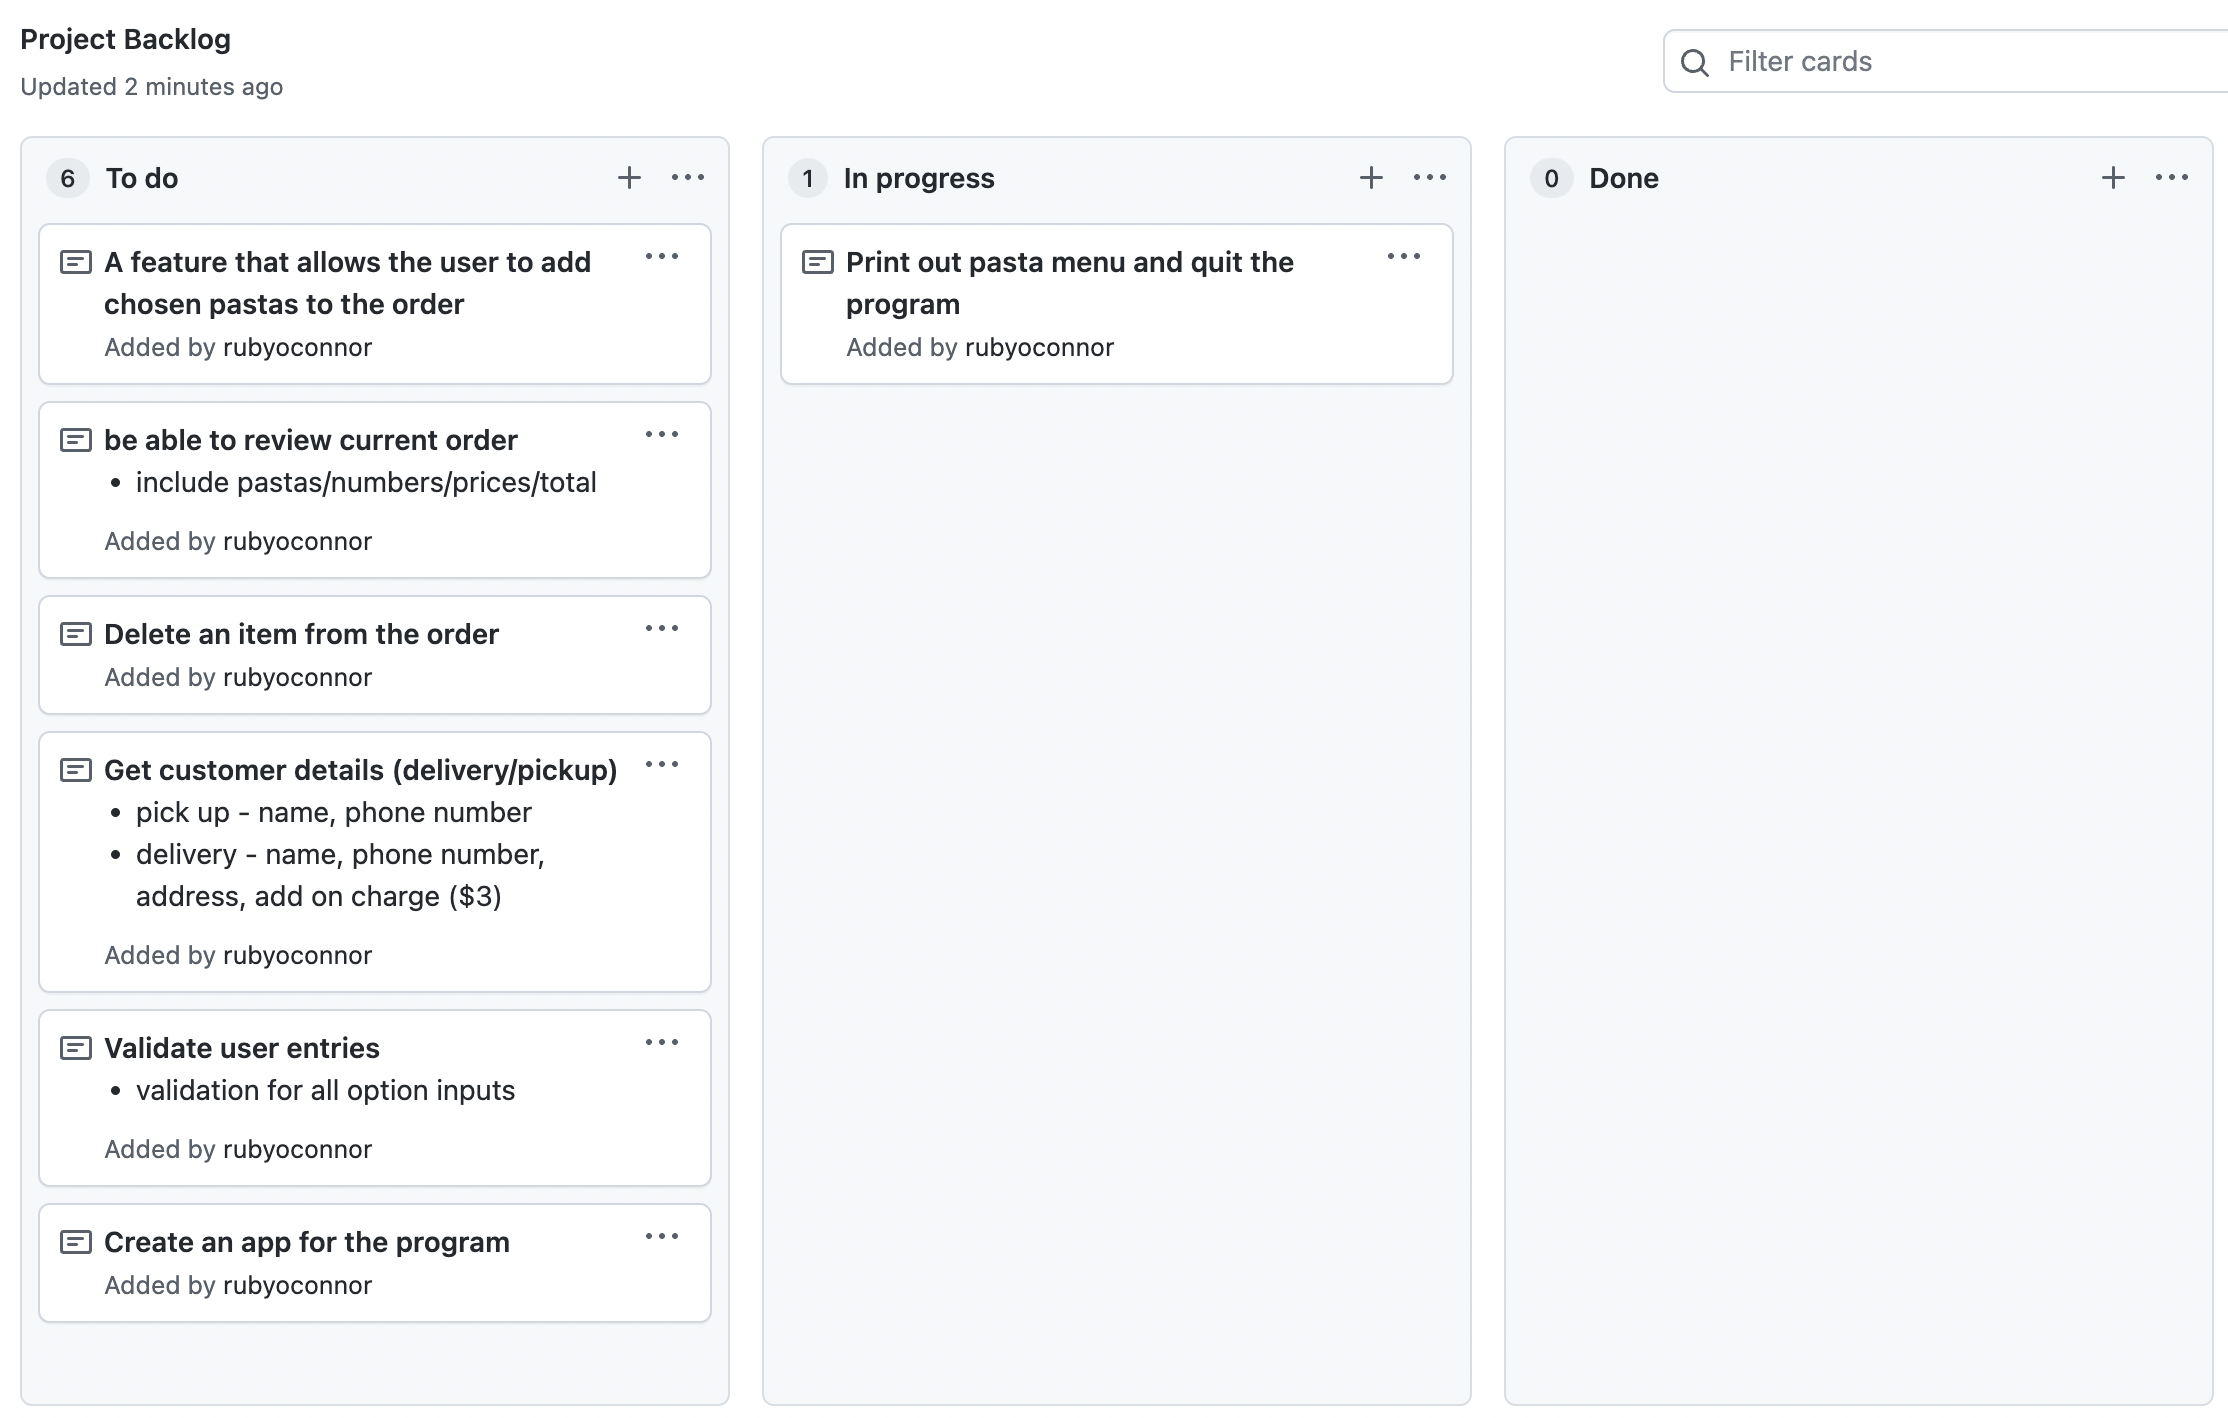 Project Backlog
Updated 2 minutes ago
Filter cards
6 To do
A feature that allows the user to add
chosen pastas to the order
Added by rubyoconnor
be able to review current order
• include pastas/numbers/prices/total
Added by rubyoconnor
Delete an item from the order
Added by rubyoconnor
Get customer details (delivery/pickup)
• pick up - name, phone number
• delivery - name, phone number,
address, add on charge ($3)
Added by rubyoconnor
Validate user entries
• validation for all option inputs
Added by rubyoconnor
Create an app for the program
Added by rubyoconnor
1 In progress
Print out pasta menu and quit the
program
Added by rubyoconnor
0 Done